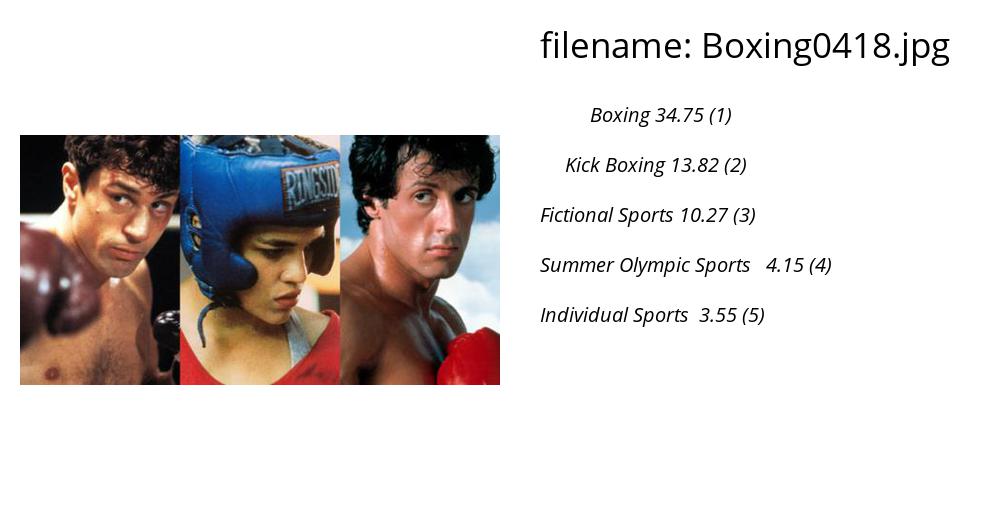 filename: Boxing0418.jpg
Boxing 34.75 (1)
Kick Boxing 13.82 (2)
Fictional Sports 10.27 (3)
Summer Olympic Sports 4.15 (4)
Individual Sports 3.55 (5)